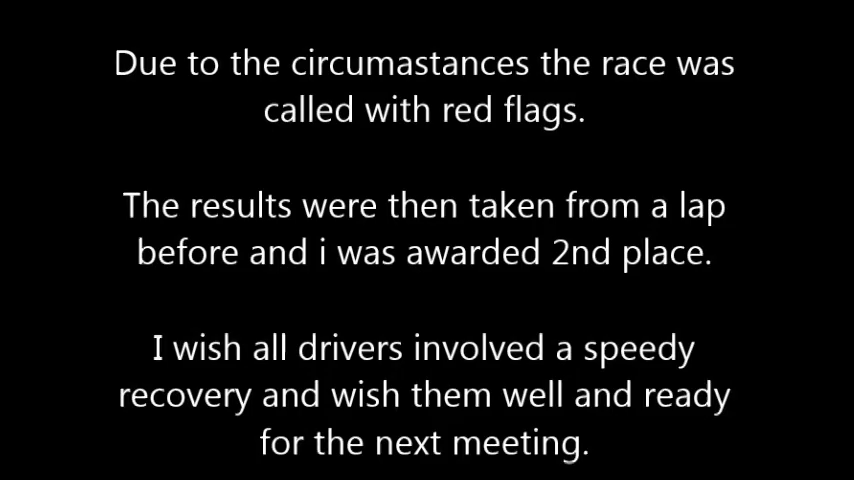 Due to the circumastances the race was
called with red flags.
The results were then taken from a lap
before and i was awarded 2nd place.
I wish all drivers involved a speedy
recovery and wish them well and ready
for the next meeting.